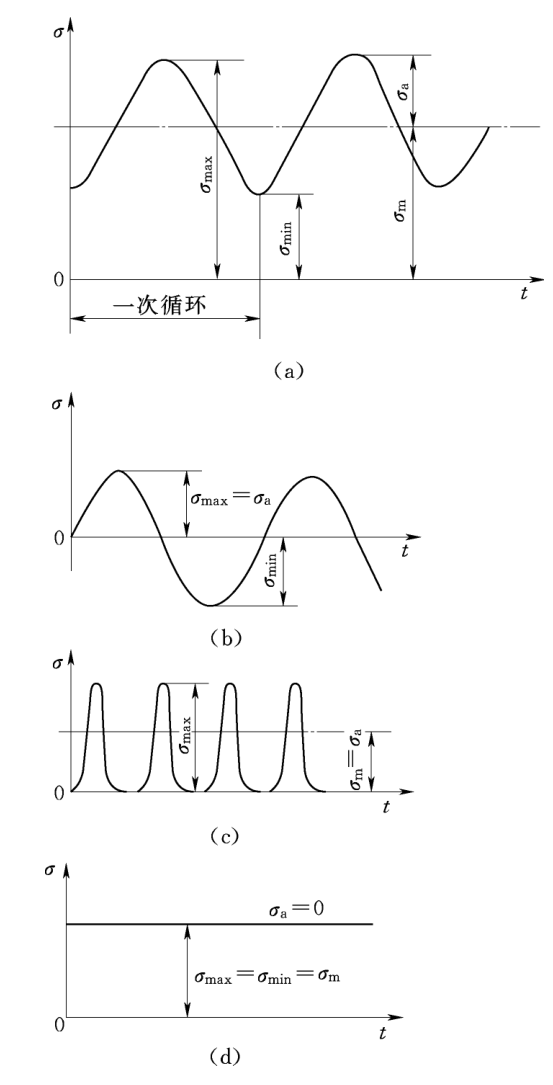 σ
σa
σmax
σm
σmin
0
t
一次循环
(a)
σ
σmax=σa
0
t
σmin
(b)
σ
σmax
σm=σa
0
t
(c)
σ
σa=0
σmax=σmin=σm
0
t
(d)